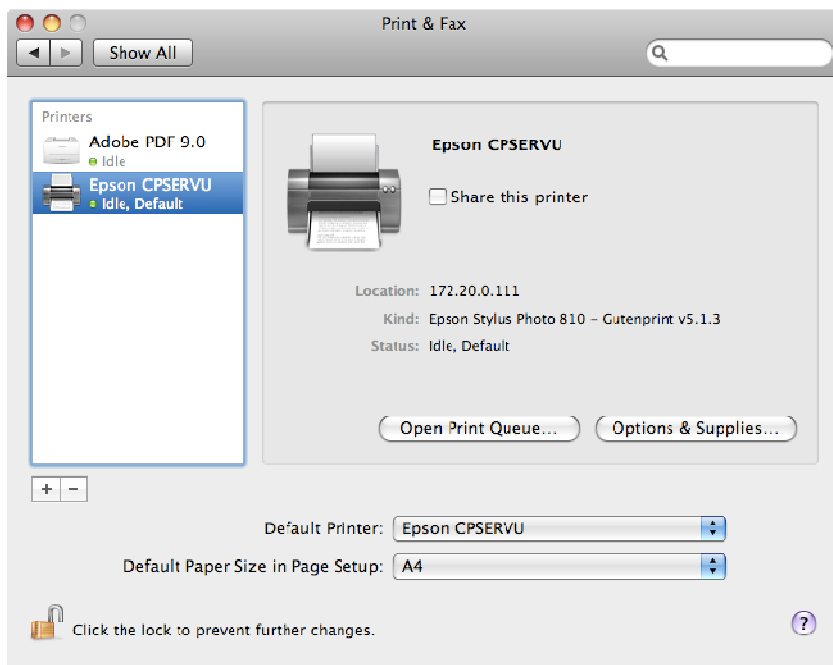 Print & Fax
Show All
Printers
Adobe PDF 9.0
Idle
Epson CPSERVU
Idle, Default
Epson CPSERVU
Share this printer
Location: 172.20.0.111
Kind: Epson Stylus Photo 810 – Gutenprint v5.1.3
Status: Idle, Default
Open Print Queue... Options & Supplies...
+ −
Default Printer: Epson CPSERVU
Default Paper Size in Page Setup: A4
Click the lock to prevent further changes. ?